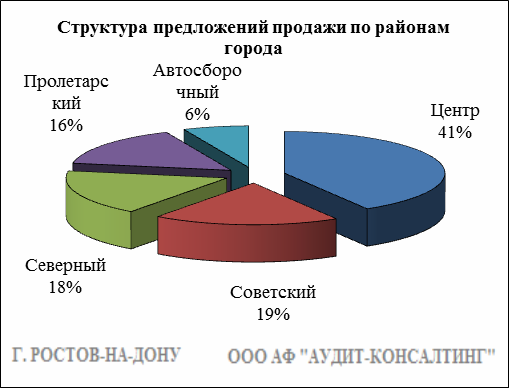 Структура предложений продажи по районам
города
Автосборо
чный
6%
Пролетарс
кий
16%
Центр
41%
Северный
18%
Советский
19%
Г. РОСТОВ-НА-ДОНУ ООО АФ "АУДИТ-КОНСАЛТИНГ"